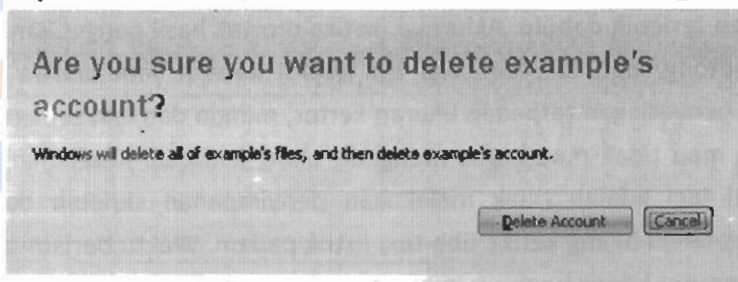 Are you sure you want to delete example's
account?
Windows will delete all of example's files, and then delete example's account.
Delete Account
Cancel